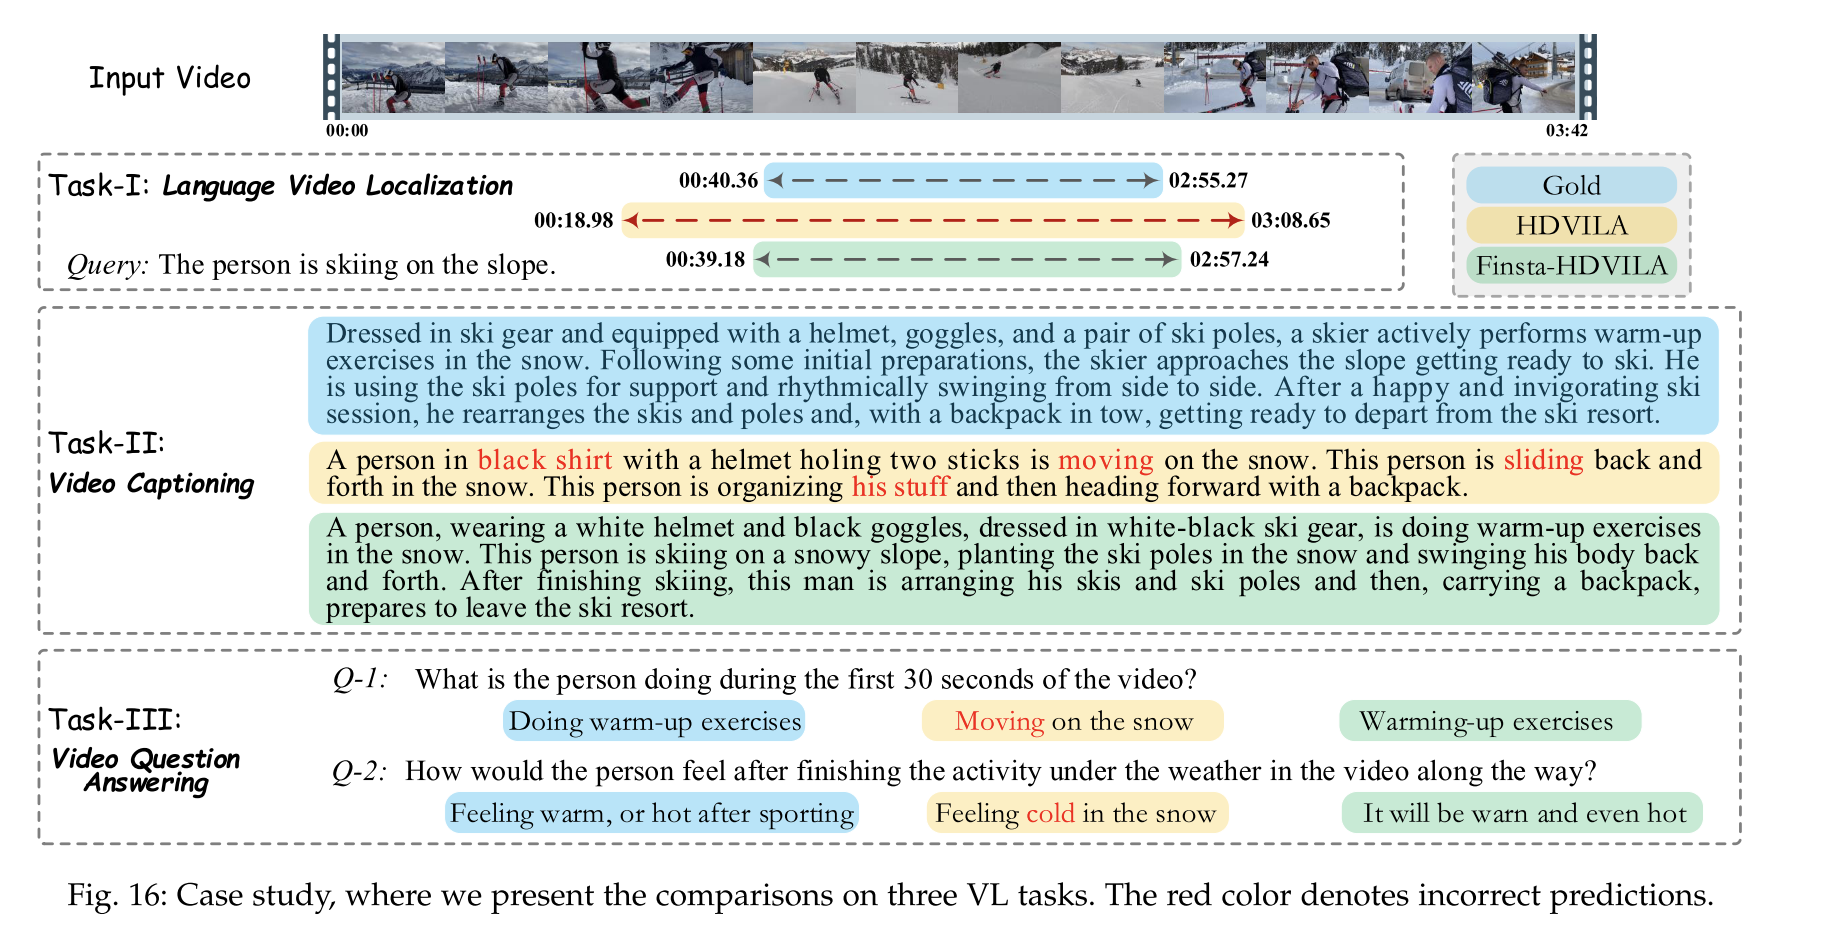 Input Video
00:00
03:42
Task-I: Language Video Localization
00:40.36
02:55.27
00:18.98
03:08.65
Query: The person is skiing on the slope.
00:39.18
02:57.24
Gold
HDVILA
Finsta-HDVILA
Task-II:
Video Captioning
Dressed in ski gear and equipped with a helmet, goggles, and a pair of ski poles, a skier actively performs warm-up
exercises in the snow. Following some initial preparations, the skier approaches the slope getting ready to ski. He
is using the ski poles for support and rhythmically swinging from side to side. After a happy and invigorating ski
session, he rearranges the skis and poles and, with a backpack in tow, getting ready to depart from the ski resort.
A person in black shirt with a helmet holing two sticks is moving on the snow. This person is sliding back and
forth in the snow. This person is organizing his stuff and then heading forward with a backpack.
A person, wearing a white helmet and black goggles, dressed in white-black ski gear, is doing warm-up exercises
in the snow. This person is skiing on a snowy slope, planting the ski poles in the snow and swinging his body back
and forth. After finishing skiing, this man is arranging his skis and ski poles and then, carrying a backpack,
prepares to leave the ski resort.
Task-III:
Video Question
Answering
Q-1: What is the person doing during the first 30 seconds of the video?
Doing warm-up exercises
Moving on the snow
Warming-up exercises
Q-2: How would the person feel after finishing the activity under the weather in the video along the way?
Feeling warm, or hot after sporting
Feeling cold in the snow
It will be warn and even hot
Fig. 16: Case study, where we present the comparisons on three VL tasks. The red color denotes incorrect predictions.